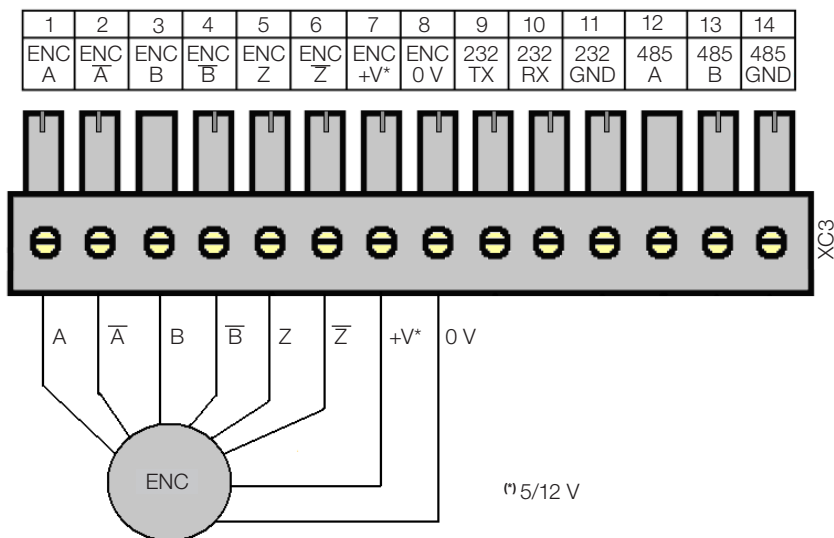 1 2 3 4 5 6 7 8 9 10 11 12 13 14
ENC ENC ENC ENC ENC ENC ENC ENC 232 232 232 485 485 485
A A̅ B B̅ Z Z̅ +V* 0 V TX RX GND A B GND
XC3
A A̅ B B̅ Z Z̅ +V* 0 V
ENC
(*) 5/12 V